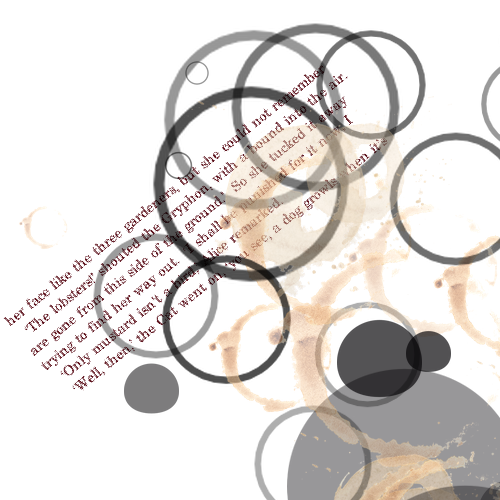 her face like the three gardeners, but she could not remember
'The lobsters!' shouted the Gryphon, with a bound into the air.
are gone from this side of the ground. So she tucked it away
trying to find her way out. 'I shall be punished for it now, I
'Only mustard isn't a bird,' Alice remarked.
'Well, then,' the Cat went on, 'you see, a dog growls when it's